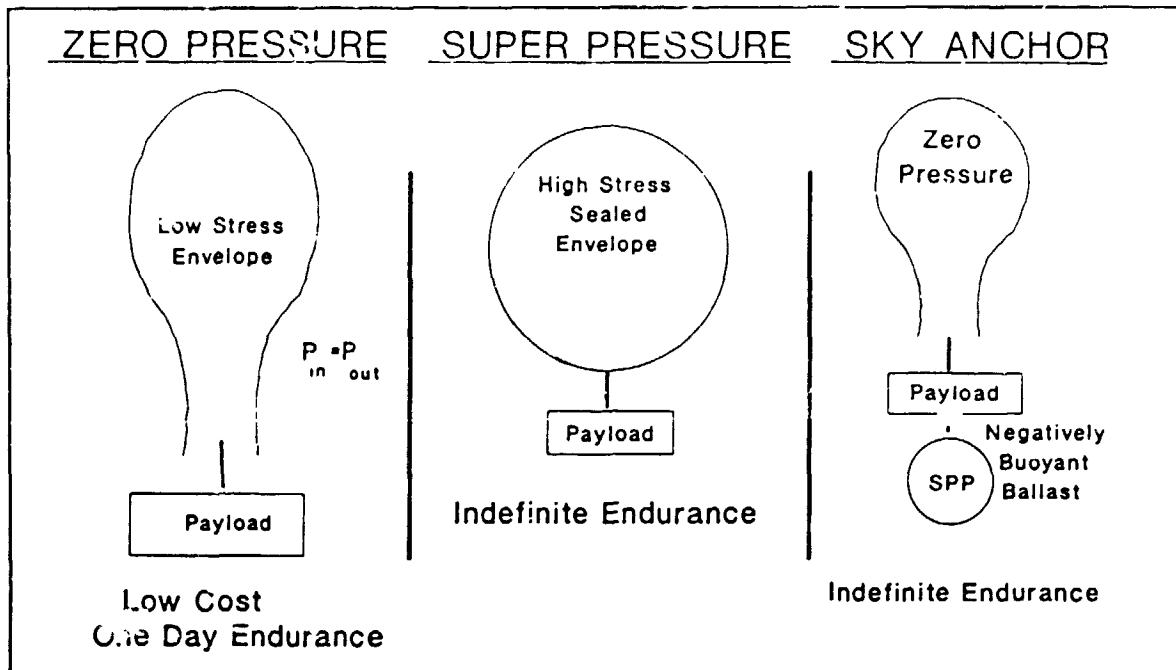 ZERO PRESSURE
Low Stress
Envelope
P in = P out
Payload
Low Cost
One Day Endurance
SUPER PRESSURE
High Stress
Sealed
Envelope
Payload
Indefinite Endurance
SKY ANCHOR
Zero
Pressure
Payload
Negatively
Buoyant
Ballast
SPP
Indefinite Endurance